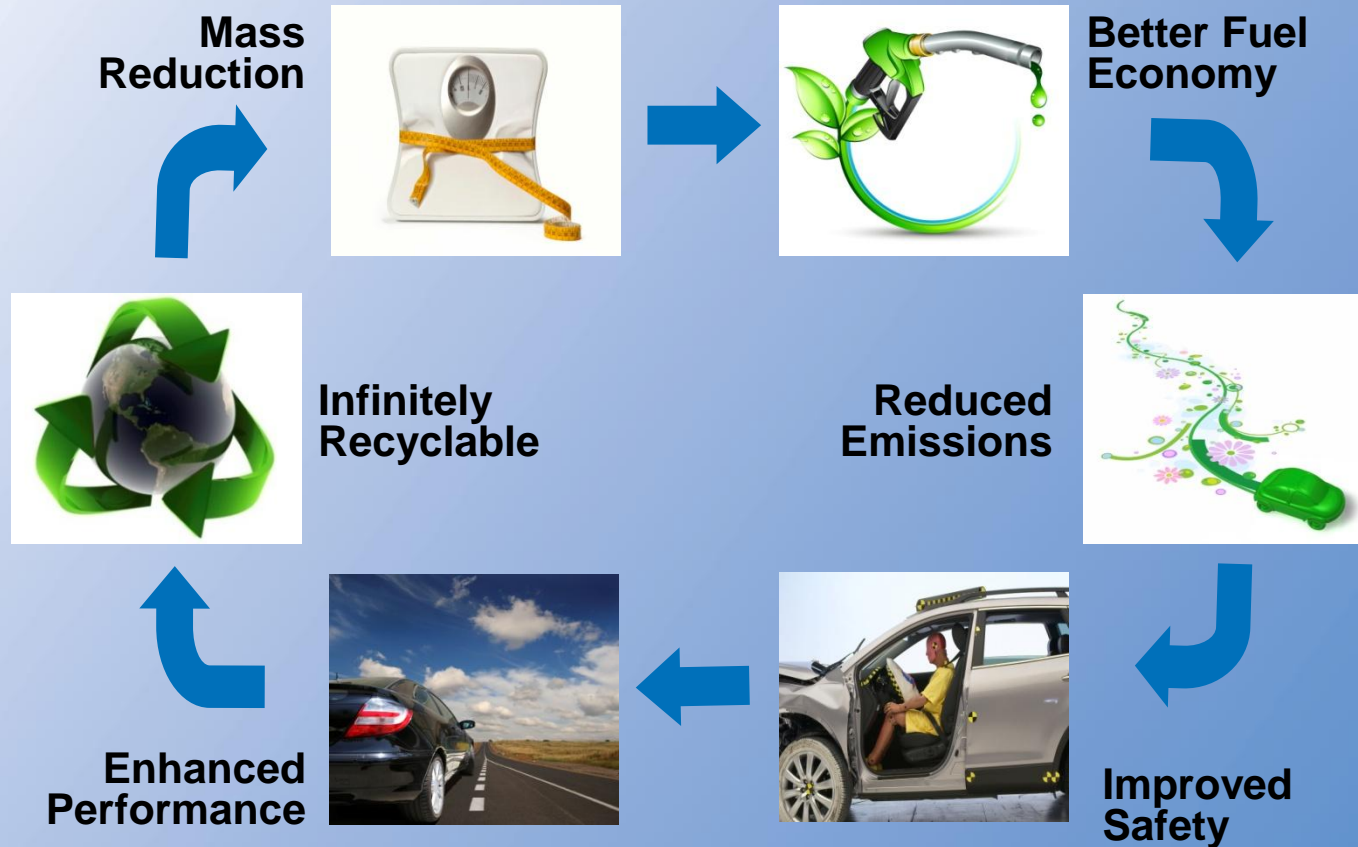 Mass
Reduction
Better Fuel
Economy
Infinitely
Recyclable
Reduced
Emissions
Enhanced
Performance
Improved
Safety